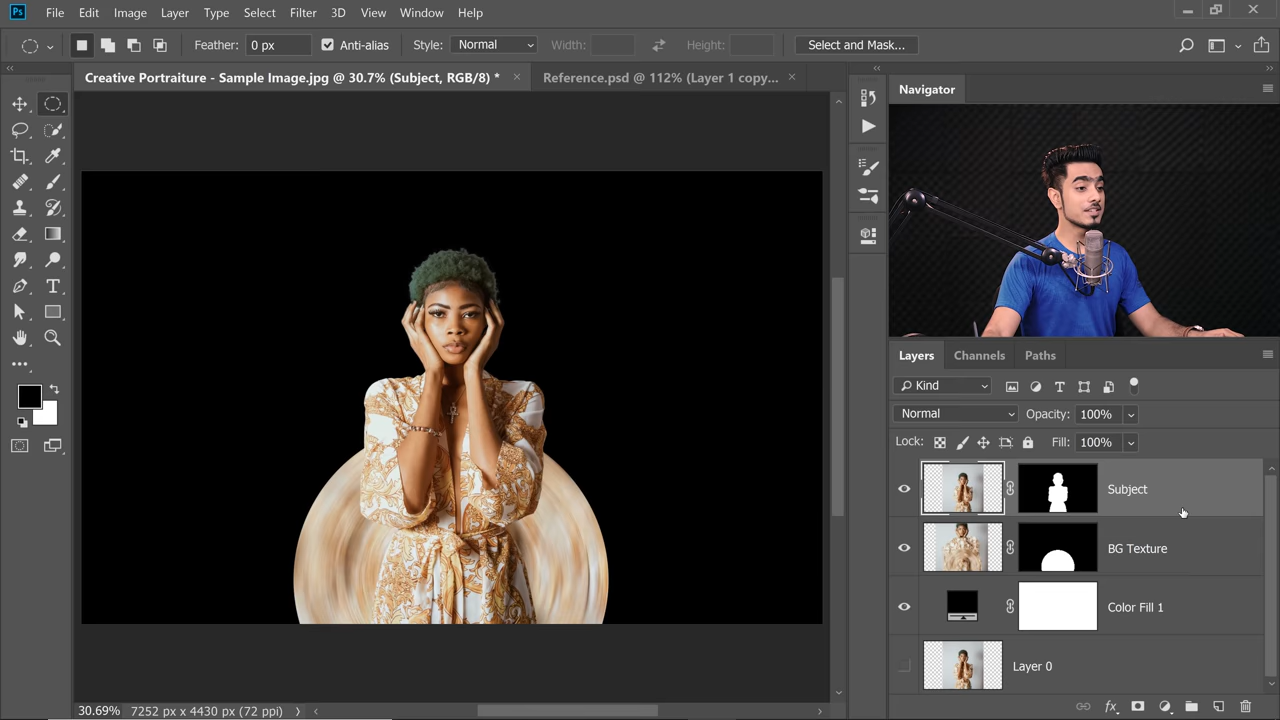 Ps File Edit Image Layer Type Select Filter 3D View Window Help
Feather: 0 px Anti-alias Style: Normal Width: Height: Select and Mask...
Creative Portraiture - Sample Image.jpg @ 30.7% (Subject, RGB/8) * Reference.psd @ 112% (Layer 1 copy...
Navigator
Layers Channels Paths
Kind
Normal Opacity: 100%
Lock: Fill: 100%
Subject
BG Texture
Color Fill 1
Layer 0
30.69% 7252 px x 4430 px (72 ppi)